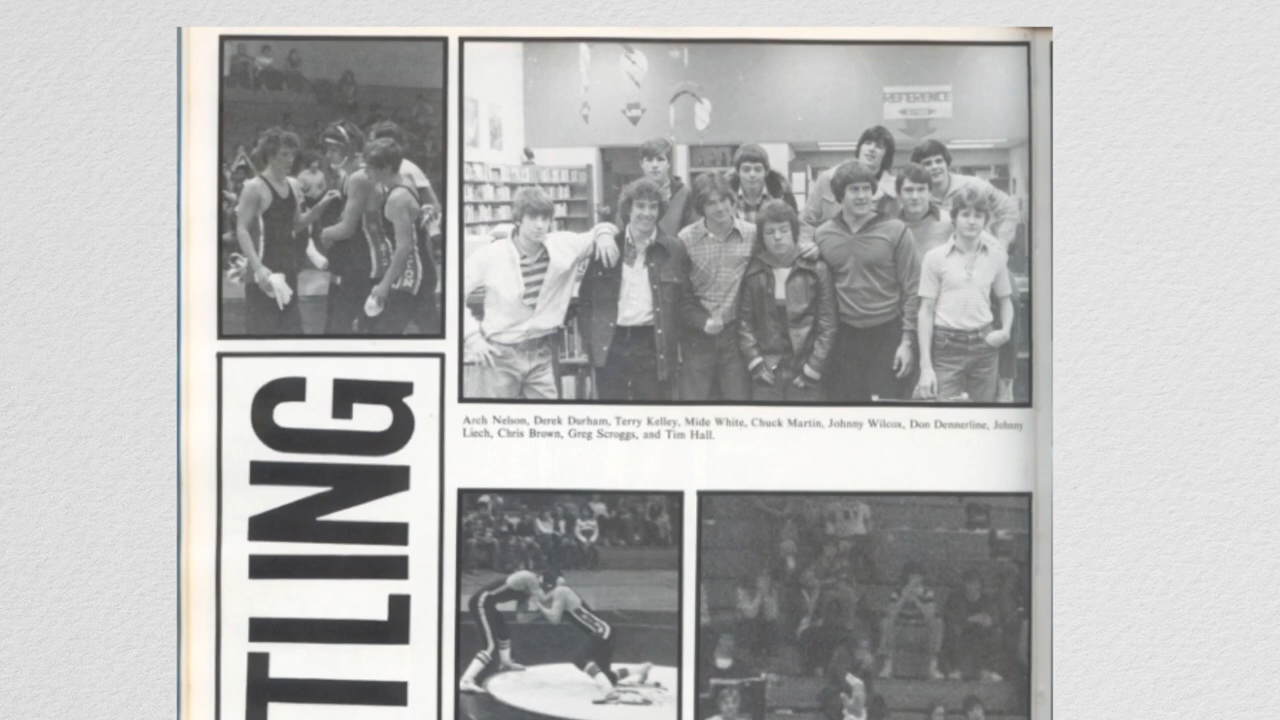 REFERENCE
Arch Nelson, Derek Durham, Terry Kelley, Mide White, Chuck Martin, Johnny Wilcox, Don Dennerline, Johnny
Liech, Chris Brown, Greg Scroggs, and Tim Hall.
TLING